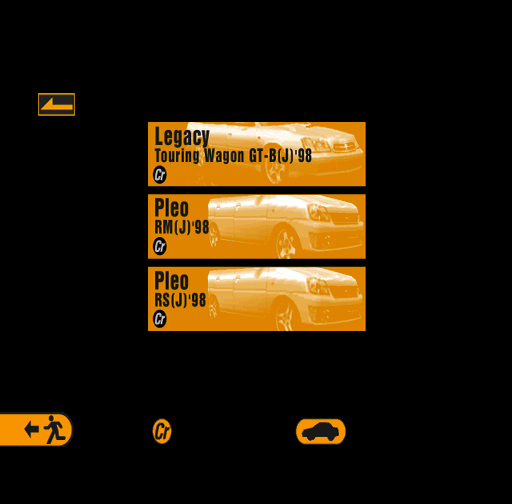 Legacy
Touring Wagon GT-B(J)'98
Cr
Pleo
RM(J)'98
Cr
Pleo
RS(J)'98
Cr
Cr